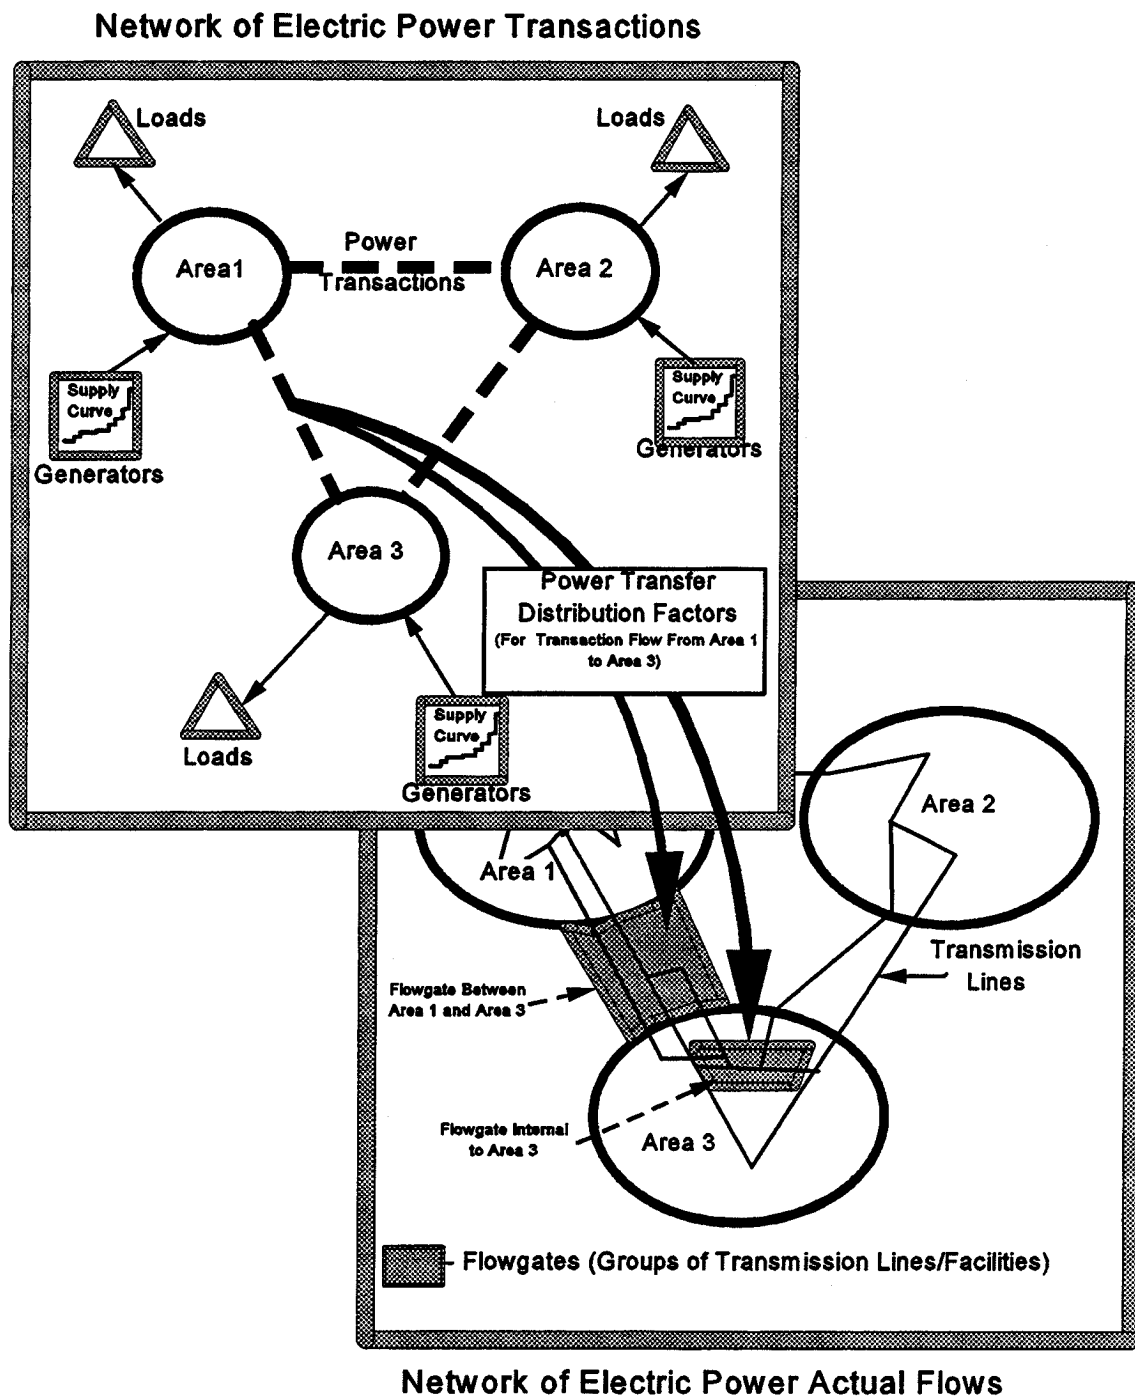 Network of Electric Power Transactions
Loads
Loads
Area1
Power
Transactions
Area 2
Supply
Curve
Generators
Supply
Curve
Generators
Area 3
Power Transfer
Distribution Factors
(For Transaction Flow From Area 1
to Area 3)
Loads
Supply
Curve
Generators
Area 2
Area 1
Transmission
Lines
Flowgate Between
Area 1 and Area 3
Flowgate Internal
to Area 3
Area 3
Flowgates (Groups of Transmission Lines/Facilities)
Network of Electric Power Actual Flows